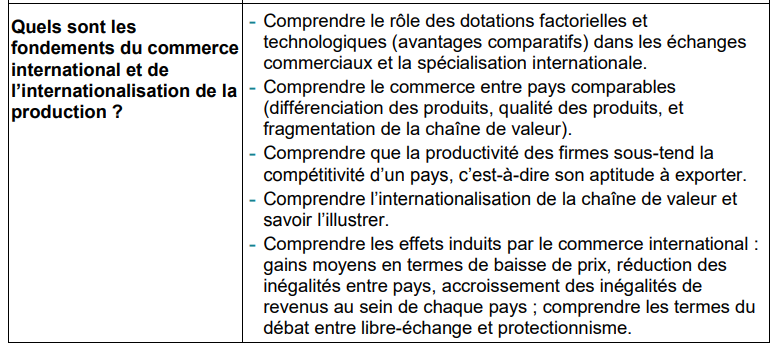 Quels sont les
fondements du commerce
international et de
l’internationalisation de la
production ?
- Comprendre le rôle des dotations factorielles et
technologiques (avantages comparatifs) dans les échanges
commerciaux et la spécialisation internationale.
- Comprendre le commerce entre pays comparables
(différenciation des produits, qualité des produits, et
fragmentation de la chaîne de valeur).
- Comprendre que la productivité des firmes sous-tend la
compétitivité d’un pays, c’est-à-dire son aptitude à exporter.
- Comprendre l’internationalisation de la chaîne de valeur et
savoir l’illustrer.
- Comprendre les effets induits par le commerce international :
gains moyens en termes de baisse de prix, réduction des
inégalités entre pays, accroissement des inégalités de
revenus au sein de chaque pays ; comprendre les termes du
débat entre libre-échange et protectionnisme.